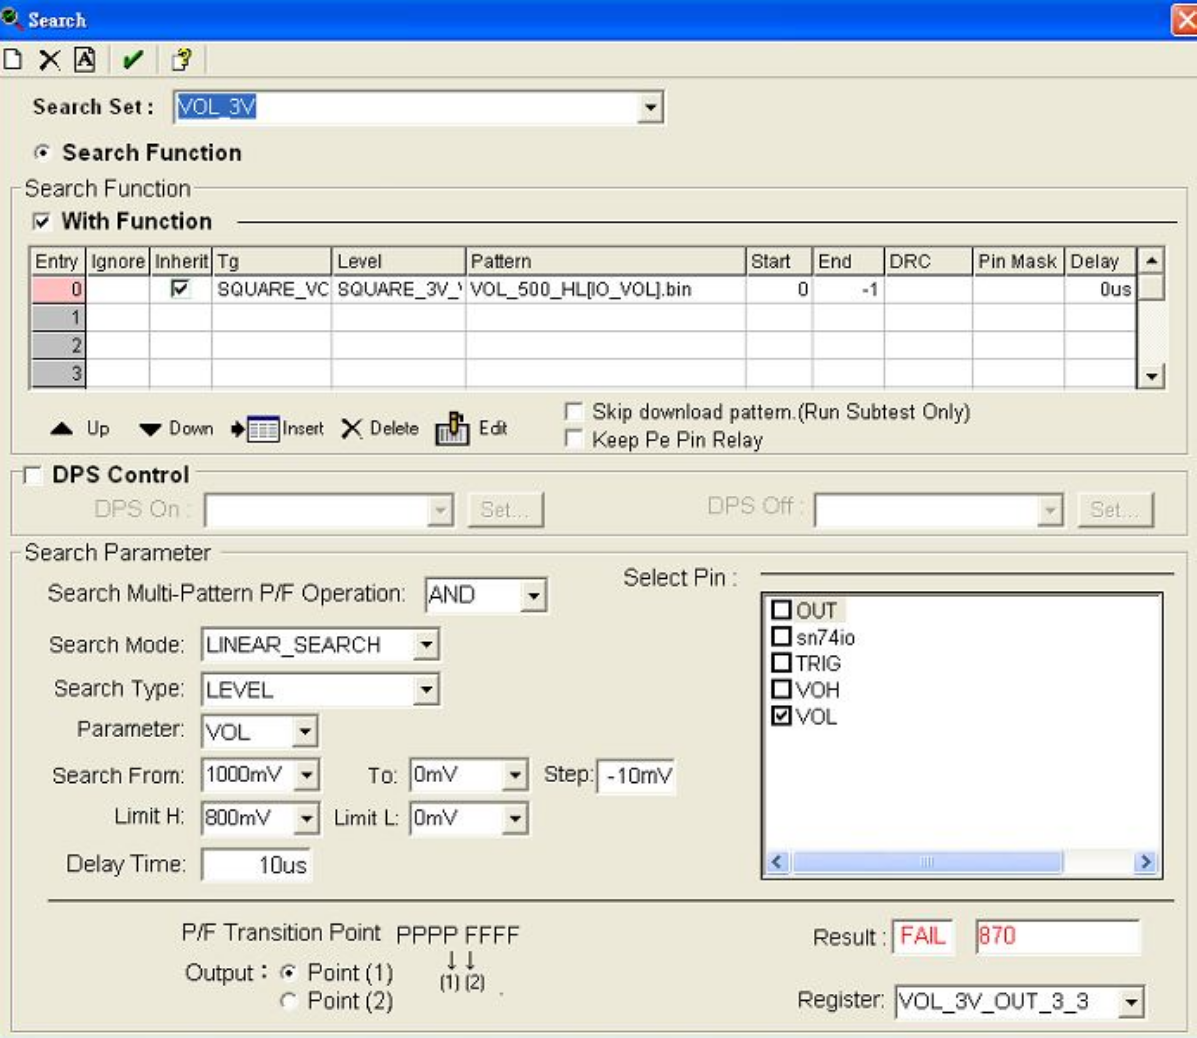 Search
Search Set : VOL_3V
Search Function
Search Function
With Function
Entry Ignore Inherit Tg Level Pattern Start End DRC Pin Mask Delay
0 SQUARE_VO SQUARE_3V_V VOL_500_HL[IO_VOL].bin 0 -1 0us
1
2
3
Up Down Insert Delete Edit
Skip download pattern.(Run Subtest Only)
Keep Pe Pin Relay
DPS Control
DPS On : Set... DPS Off : Set...
Search Parameter
Search Multi-Pattern P/F Operation: AND
Search Mode: LINEAR_SEARCH
Search Type: LEVEL
Parameter: VOL
Search From: 1000mV To: 0mV Step: -10mV
Limit H: 800mV Limit L: 0mV
Delay Time: 10us
Select Pin :
OUT
sn74io
TRIG
VOH
VOL
P/F Transition Point PPPP FFFF
Output : Point (1) (1) (2)
Point (2)
Result : FAIL 870
Register: VOL_3V_OUT_3_3